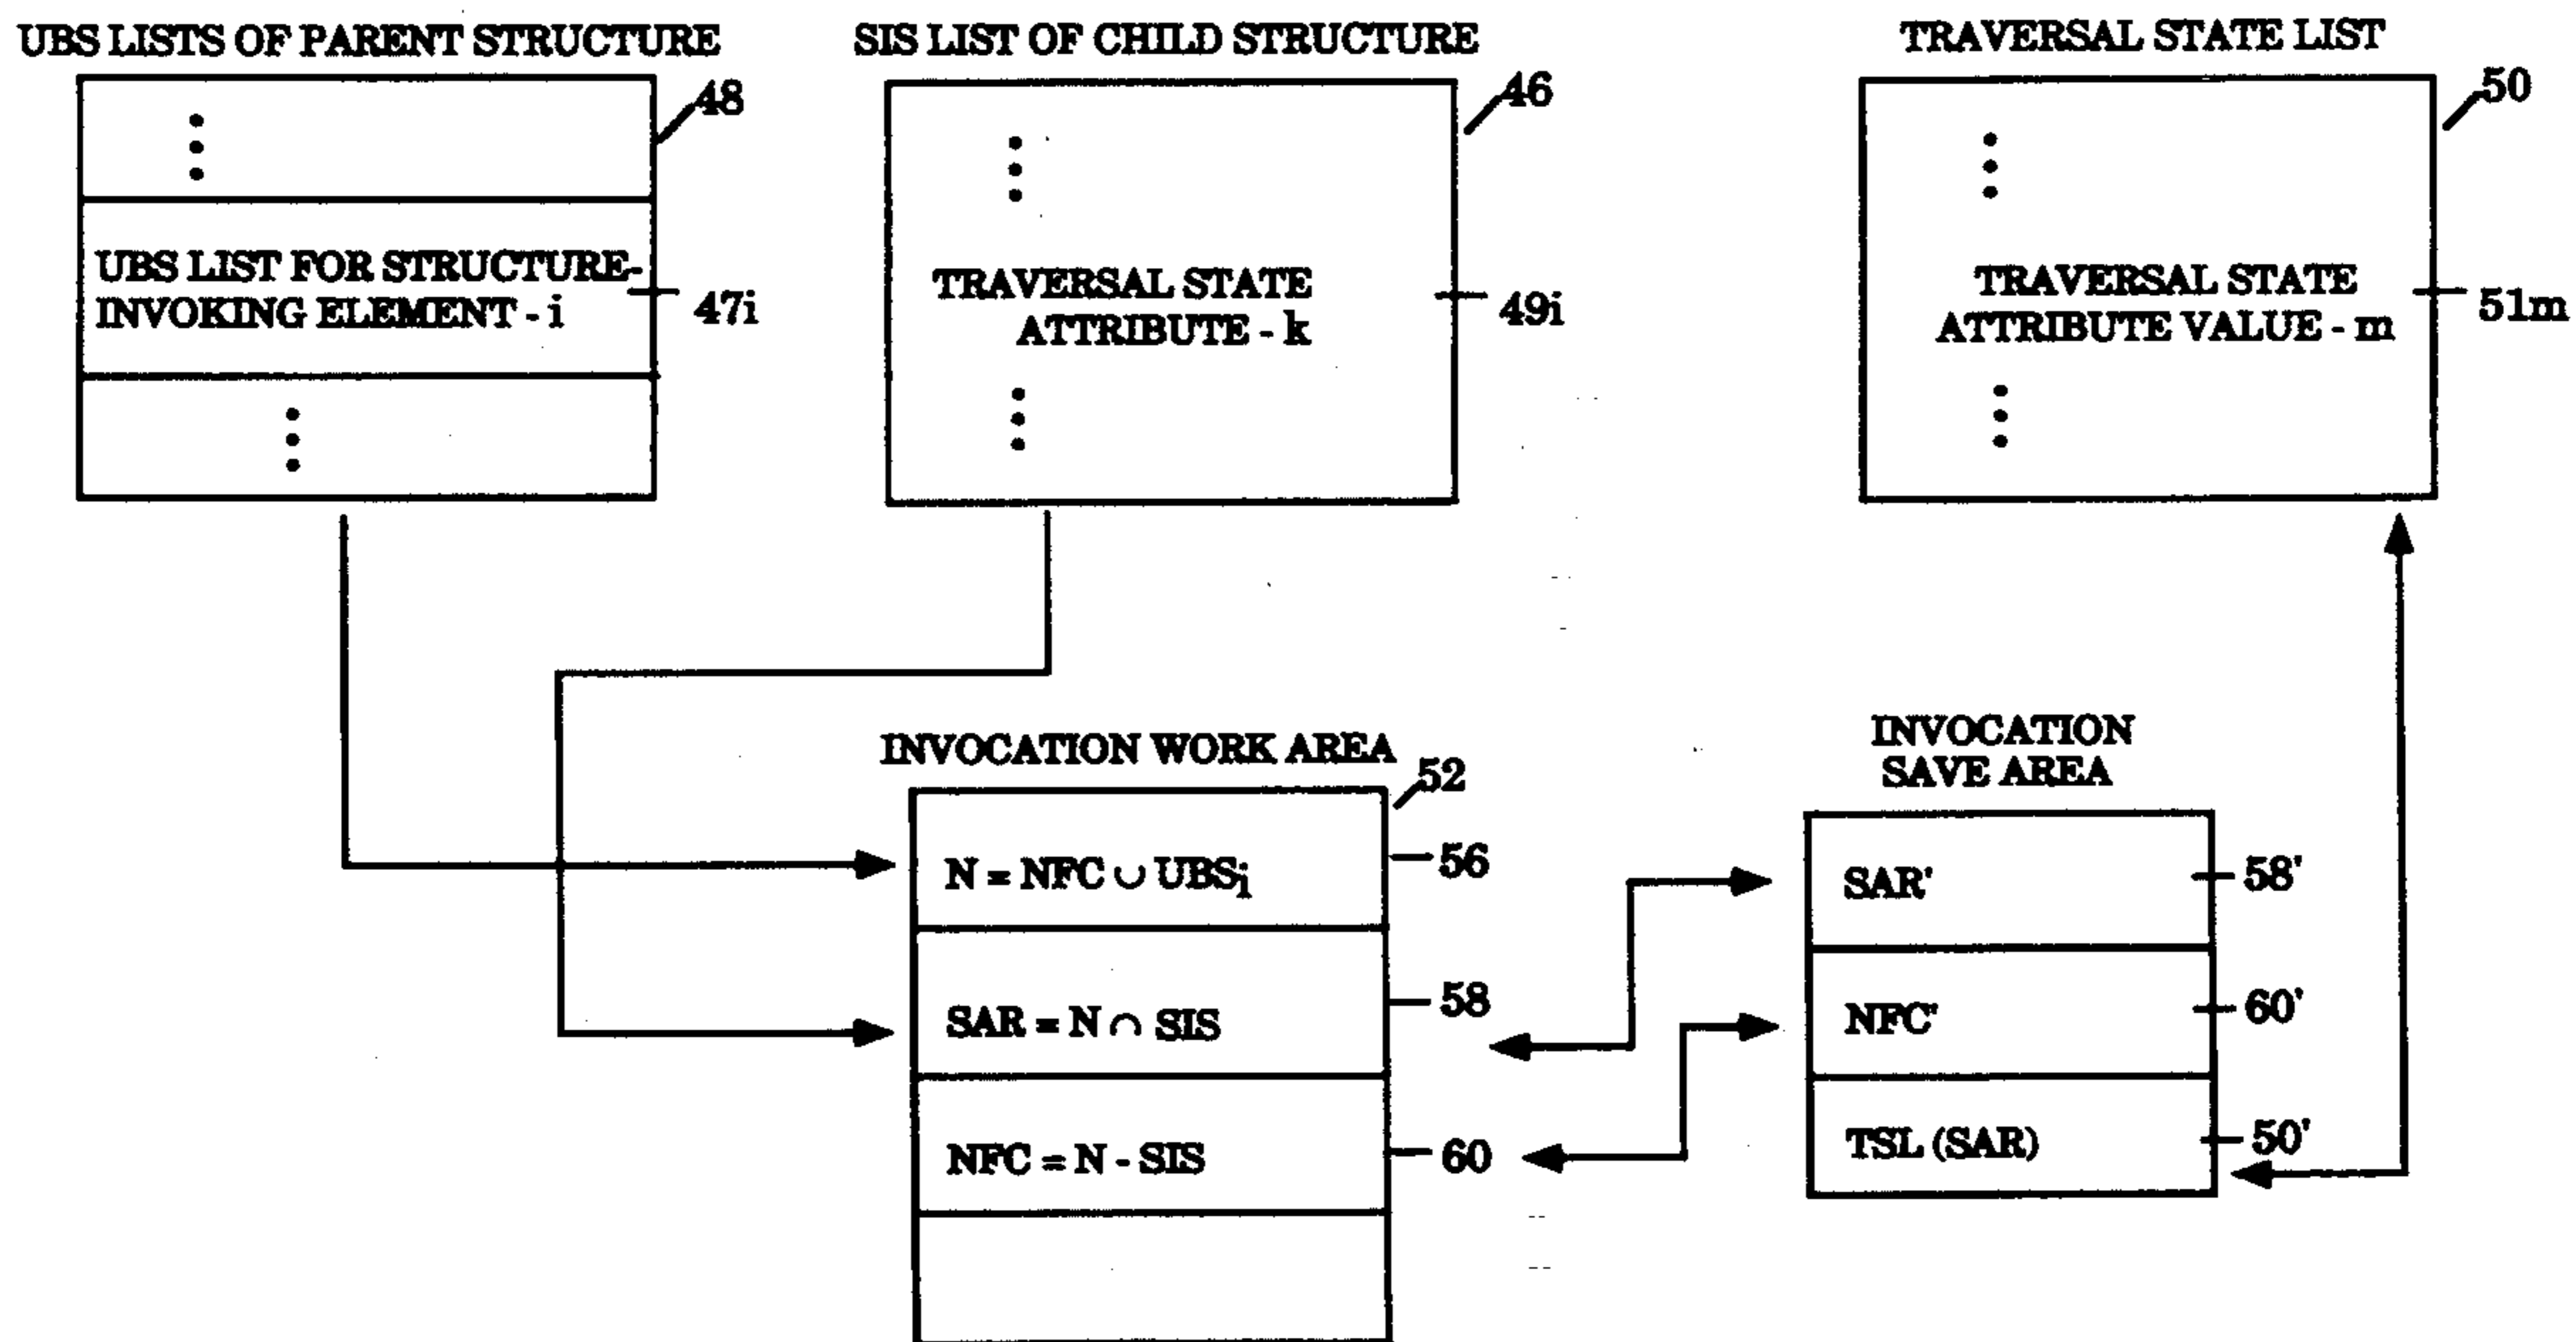 UBS LISTS OF PARENT STRUCTURE
48
UBS LIST FOR STRUCTURE-
INVOKING ELEMENT - i
47i
SIS LIST OF CHILD STRUCTURE
46
TRAVERSAL STATE
ATTRIBUTE - k
49i
TRAVERSAL STATE LIST
50
TRAVERSAL STATE
ATTRIBUTE VALUE - m
51m
INVOCATION WORK AREA
52
N = NFC ∪ UBSi
56
SAR = N ∩ SIS
58
NFC = N - SIS
60
INVOCATION
SAVE AREA
SAR'
58'
NFC'
60'
TSL (SAR)
50'